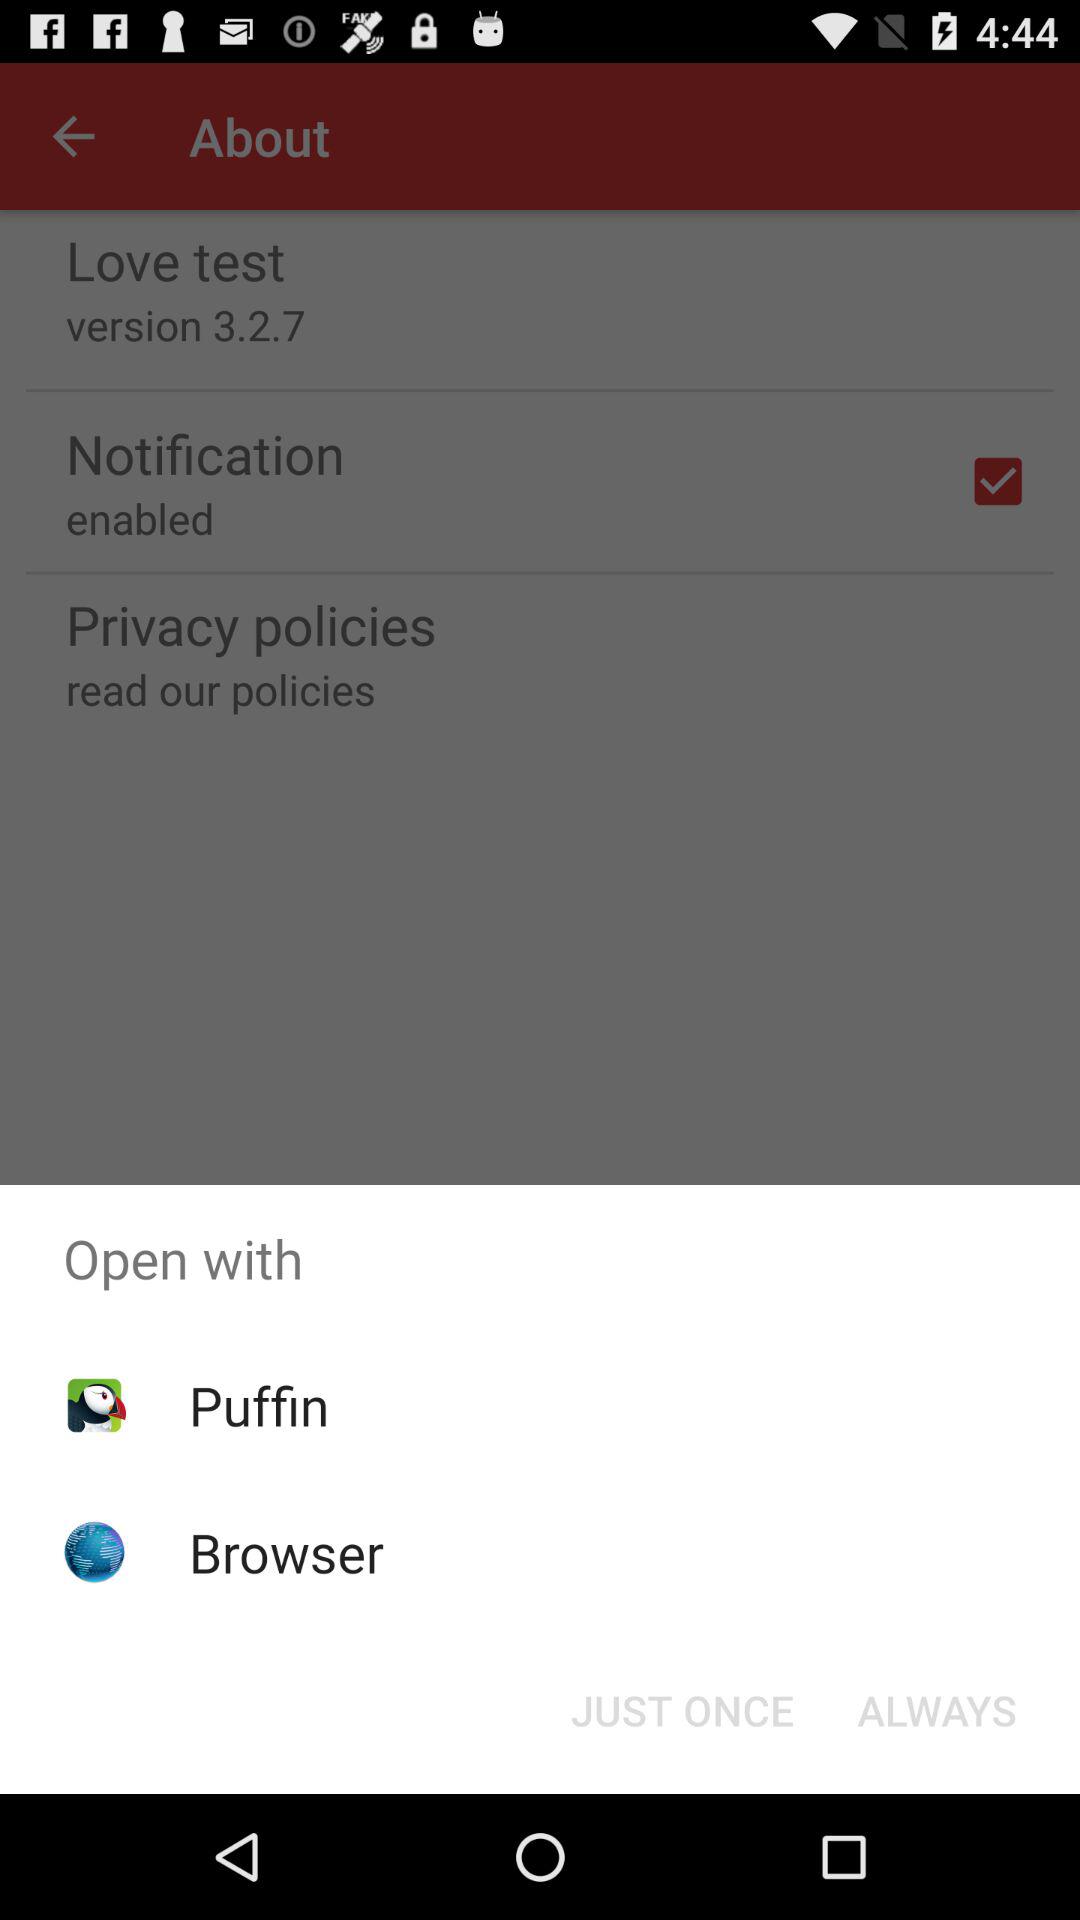 FAKE
4:44
About
Love test
version 3.2.7
Notification
enabled
Privacy policies
read our policies
Open with
Puffin
Browser
JUST ONCE ALWAYS